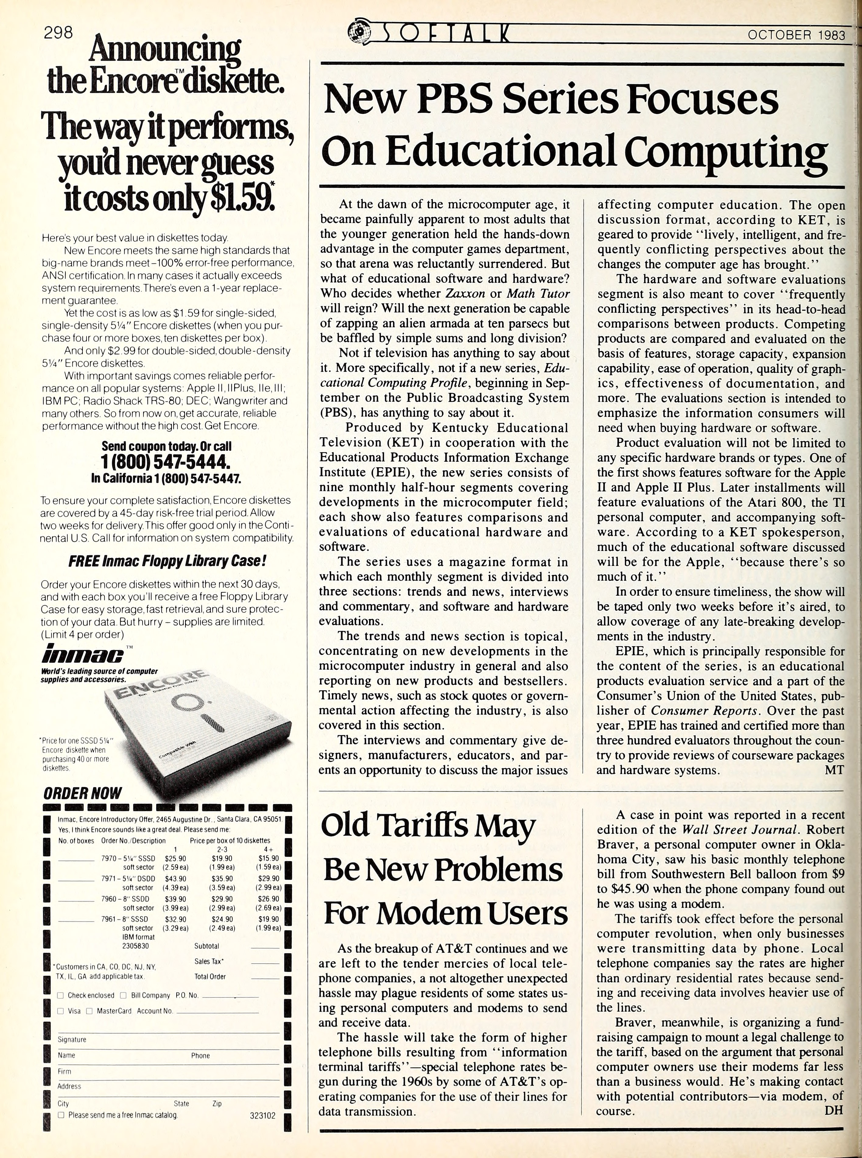 298
SOFTALK
OCTOBER 1983
Announcing
the Encore™ diskette.
The way it performs,
you'd never guess
it costs only $1.59.*
Here's your best value in diskettes today.
New Encore meets the same high standards that
big-name brands meet–100% error-free performance,
ANSI certification. In many cases it actually exceeds
system requirements. There's even a 1-year replace-
ment guarantee.
Yet the cost is as low as $1.59 for single-sided,
single-density 5¼" Encore diskettes (when you pur-
chase four or more boxes, ten diskettes per box).
And only $2.99 for double-sided, double-density
5¼" Encore diskettes.
With important savings comes reliable perfor-
mance on all popular systems: Apple II, II Plus, IIe, III;
IBM PC; Radio Shack TRS-80; DEC; Wangwriter and
many others. So from now on, get accurate, reliable
performance without the high cost. Get Encore.
Send coupon today. Or call
1 (800) 547-5444.
In California 1 (800) 547-5447.
To ensure your complete satisfaction, Encore diskettes
are covered by a 45-day risk-free trial period. Allow
two weeks for delivery. This offer good only in the Conti-
nental U.S. Call for information on system compatibility.
FREE Inmac Floppy Library Case!
Order your Encore diskettes within the next 30 days,
and with each box you'll receive a free Floppy Library
Case for easy storage, fast retrieval, and sure protec-
tion of your data. But hurry – supplies are limited.
(Limit 4 per order)
inmac™
World's leading source of computer
supplies and accessories.
ENCORE
*Price for one SSSD 5¼"
Encore diskette when
purchasing 40 or more
diskettes.
ORDER NOW
Inmac, Encore Introductory Offer, 2465 Augustine Dr., Santa Clara, CA 95051
Yes, I think Encore sounds like a great deal. Please send me:
No. of boxes Order No./Description Price per box of 10 diskettes
1 2-3 4+
7970 – 5¼" SSSD $25.90 $19.90 $15.90
soft sector (2.59 ea) (1.99 ea) (1.59 ea)
7971 – 5¼" DSDD $43.90 $35.90 $29.90
soft sector (4.39 ea) (3.59 ea) (2.99 ea)
7960 – 8" SSDD $39.90 $29.90 $26.90
soft sector (3.99 ea) (2.99 ea) (2.69 ea)
7961 – 8" SSSD $32.90 $24.90 $19.90
soft sector (3.29 ea) (2.49 ea) (1.99 ea)
IBM format
2305830 Subtotal
Sales Tax*
*Customers in CA, CO, DC, NJ, NY,
TX, IL, GA add applicable tax. Total Order
☐ Check enclosed ☐ Bill Company P.O. No.
☐ Visa ☐ MasterCard Account No.
Signature
Name Phone
Firm
Address
City State Zip
☐ Please send me a free Inmac catalog. 323102
New PBS Series Focuses
On Educational Computing
At the dawn of the microcomputer age, it
became painfully apparent to most adults that
the younger generation held the hands-down
advantage in the computer games department,
so that arena was reluctantly surrendered. But
what of educational software and hardware?
Who decides whether Zaxxon or Math Tutor
will reign? Will the next generation be capable
of zapping an alien armada at ten parsecs but
be baffled by simple sums and long division?
Not if television has anything to say about
it. More specifically, not if a new series, Edu-
cational Computing Profile, beginning in Sep-
tember on the Public Broadcasting System
(PBS), has anything to say about it.
Produced by Kentucky Educational
Television (KET) in cooperation with the
Educational Products Information Exchange
Institute (EPIE), the new series consists of
nine monthly half-hour segments covering
developments in the microcomputer field;
each show also features comparisons and
evaluations of educational hardware and
software.
The series uses a magazine format in
which each monthly segment is divided into
three sections: trends and news, interviews
and commentary, and software and hardware
evaluations.
The trends and news section is topical,
concentrating on new developments in the
microcomputer industry in general and also
reporting on new products and bestsellers.
Timely news, such as stock quotes or govern-
mental action affecting the industry, is also
covered in this section.
The interviews and commentary give de-
signers, manufacturers, educators, and par-
ents an opportunity to discuss the major issues
affecting computer education. The open
discussion format, according to KET, is
geared to provide "lively, intelligent, and fre-
quently conflicting perspectives about the
changes the computer age has brought."
The hardware and software evaluations
segment is also meant to cover "frequently
conflicting perspectives" in its head-to-head
comparisons between products. Competing
products are compared and evaluated on the
basis of features, storage capacity, expansion
capability, ease of operation, quality of graph-
ics, effectiveness of documentation, and
more. The evaluations section is intended to
emphasize the information consumers will
need when buying hardware or software.
Product evaluation will not be limited to
any specific hardware brands or types. One of
the first shows features software for the Apple
II and Apple II Plus. Later installments will
feature evaluations of the Atari 800, the TI
personal computer, and accompanying soft-
ware. According to a KET spokesperson,
much of the educational software discussed
will be for the Apple, "because there's so
much of it."
In order to ensure timeliness, the show will
be taped only two weeks before it's aired, to
allow coverage of any late-breaking develop-
ments in the industry.
EPIE, which is principally responsible for
the content of the series, is an educational
products evaluation service and a part of the
Consumer's Union of the United States, pub-
lisher of Consumer Reports. Over the past
year, EPIE has trained and certified more than
three hundred evaluators throughout the coun-
try to provide reviews of courseware packages
and hardware systems. MT
Old Tariffs May
Be New Problems
For Modem Users
As the breakup of AT&T continues and we
are left to the tender mercies of local tele-
phone companies, a not altogether unexpected
hassle may plague residents of some states us-
ing personal computers and modems to send
and receive data.
The hassle will take the form of higher
telephone bills resulting from "information
terminal tariffs"—special telephone rates be-
gun during the 1960s by some of AT&T's op-
erating companies for the use of their lines for
data transmission.
A case in point was reported in a recent
edition of the Wall Street Journal. Robert
Braver, a personal computer owner in Okla-
homa City, saw his basic monthly telephone
bill from Southwestern Bell balloon from $9
to $45.90 when the phone company found out
he was using a modem.
The tariffs took effect before the personal
computer revolution, when only businesses
were transmitting data by phone. Local
telephone companies say the rates are higher
than ordinary residential rates because send-
ing and receiving data involves heavier use of
the lines.
Braver, meanwhile, is organizing a fund-
raising campaign to mount a legal challenge to
the tariff, based on the argument that personal
computer owners use their modems far less
than a business would. He's making contact
with potential contributors—via modem, of
course. DH